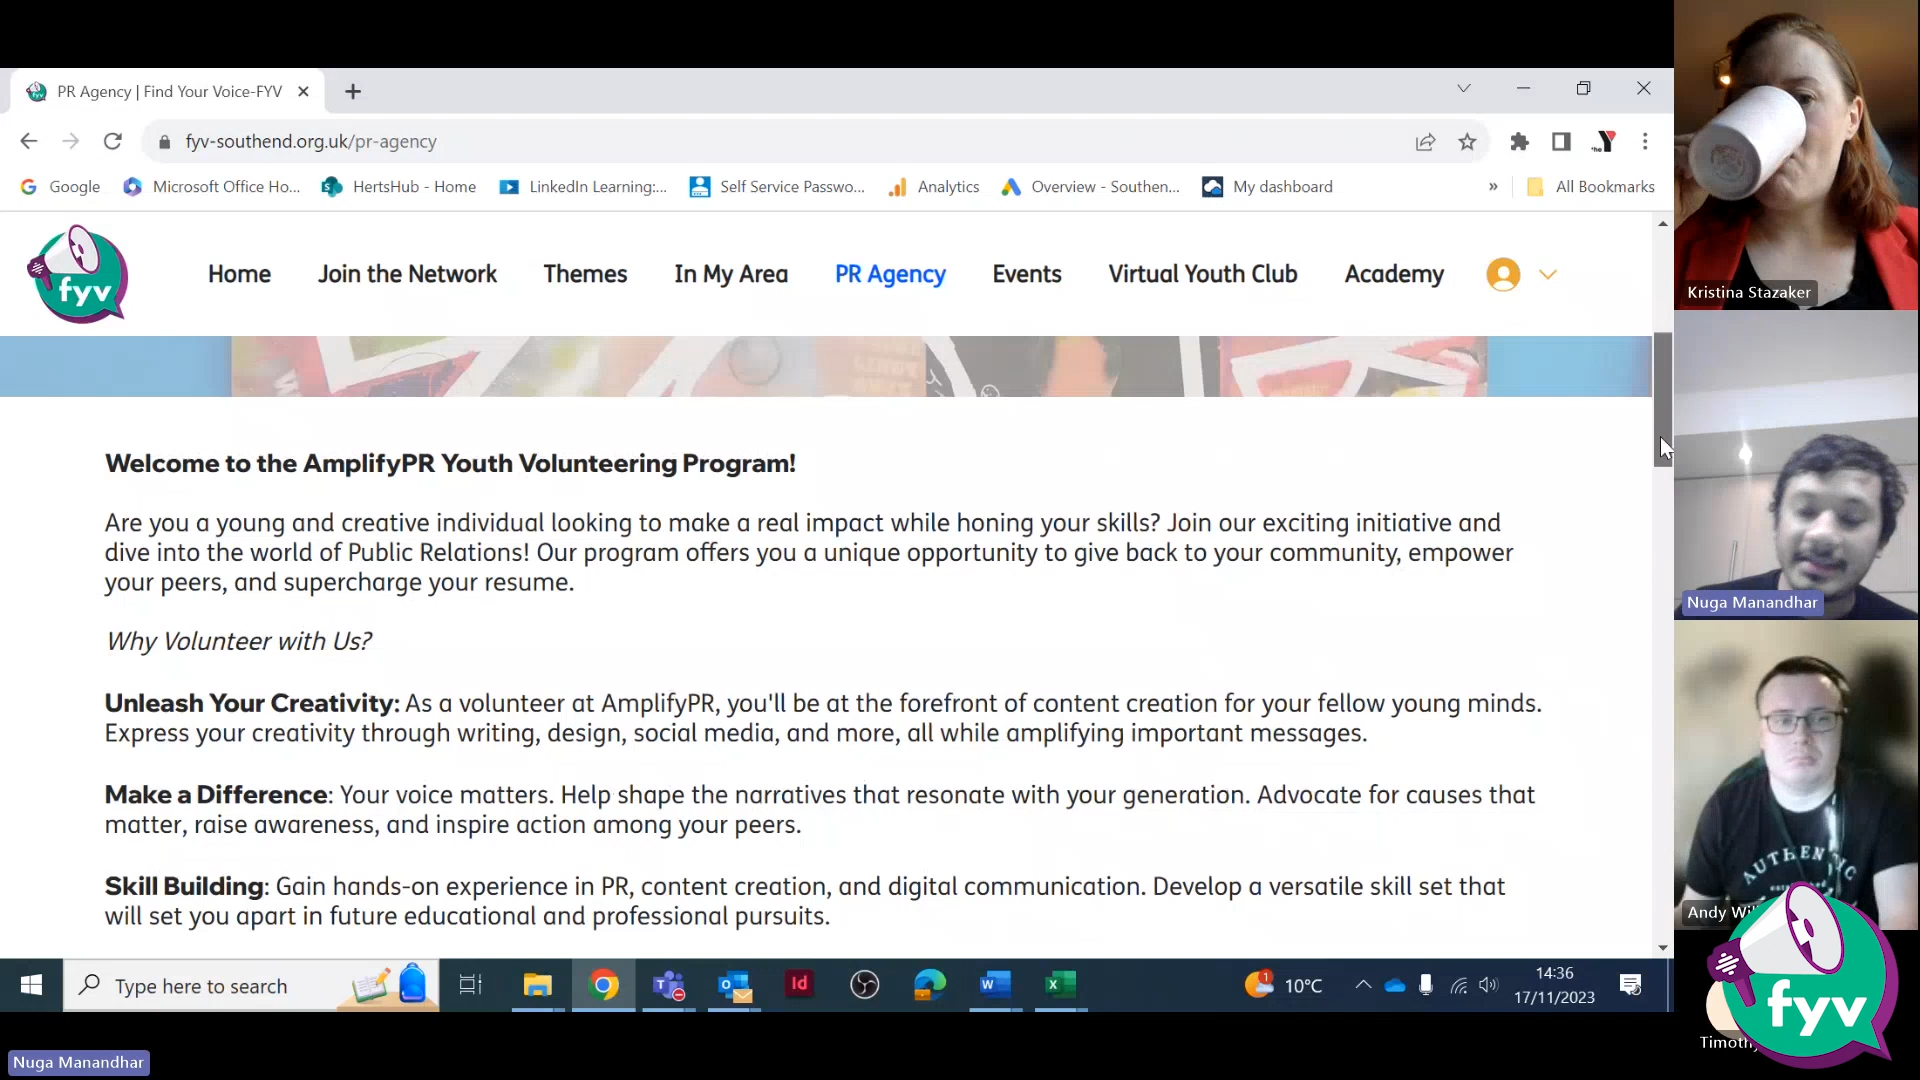 PR Agency | Find Your Voice-FYV
fyv-southend.org.uk/pr-agency
Google
Microsoft Office Ho...
HertsHub - Home
LinkedIn Learning:...
Self Service Passwo...
Analytics
Overview - Southen...
My dashboard
»
All Bookmarks
fyv
Home
Join the Network
Themes
In My Area
PR Agency
Events
Virtual Youth Club
Academy
Welcome to the AmplifyPR Youth Volunteering Program!
Are you a young and creative individual looking to make a real impact while honing your skills? Join our exciting initiative and
dive into the world of Public Relations! Our program offers you a unique opportunity to give back to your community, empower
your peers, and supercharge your resume.
Why Volunteer with Us?
Unleash Your Creativity: As a volunteer at AmplifyPR, you'll be at the forefront of content creation for your fellow young minds.
Express your creativity through writing, design, social media, and more, all while amplifying important messages.
Make a Difference: Your voice matters. Help shape the narratives that resonate with your generation. Advocate for causes that
matter, raise awareness, and inspire action among your peers.
Skill Building: Gain hands-on experience in PR, content creation, and digital communication. Develop a versatile skill set that
will set you apart in future educational and professional pursuits.
Type here to search
Id
1
10°C
14:36
17/11/2023
Nuga Manandhar
Kristina Stazaker
Nuga Manandhar
AUTHENTIC
Andy
fyv